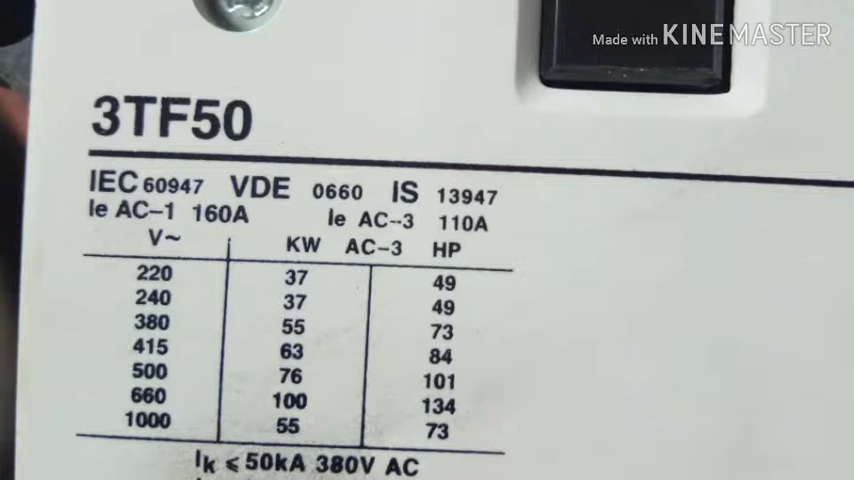 Made with KINEMASTER
3TF50
IEC 60947 VDE 0660 IS 13947
Ie AC-1 160A Ie AC--3 110A
V~ KW AC-3 HP
220 37 49
240 37 49
380 55 73
415 63 84
500 76 101
660 100 134
1000 55 73
Ik ⩽ 50kA 380V AC